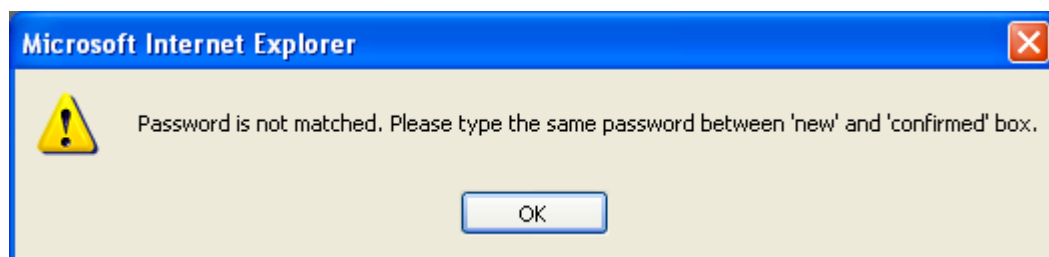 Microsoft Internet Explorer
Password is not matched. Please type the same password between 'new' and 'confirmed' box.
OK